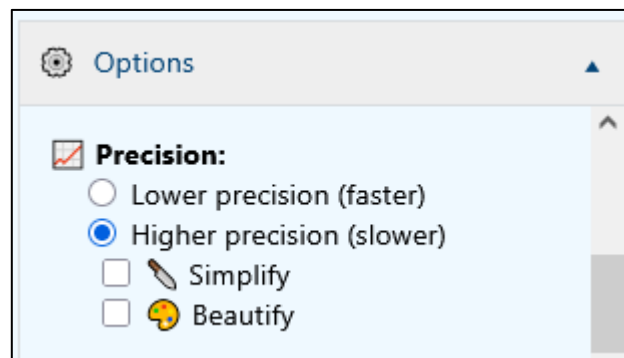 Options
Precision:
Lower precision (faster)
Higher precision (slower)
Simplify
Beautify